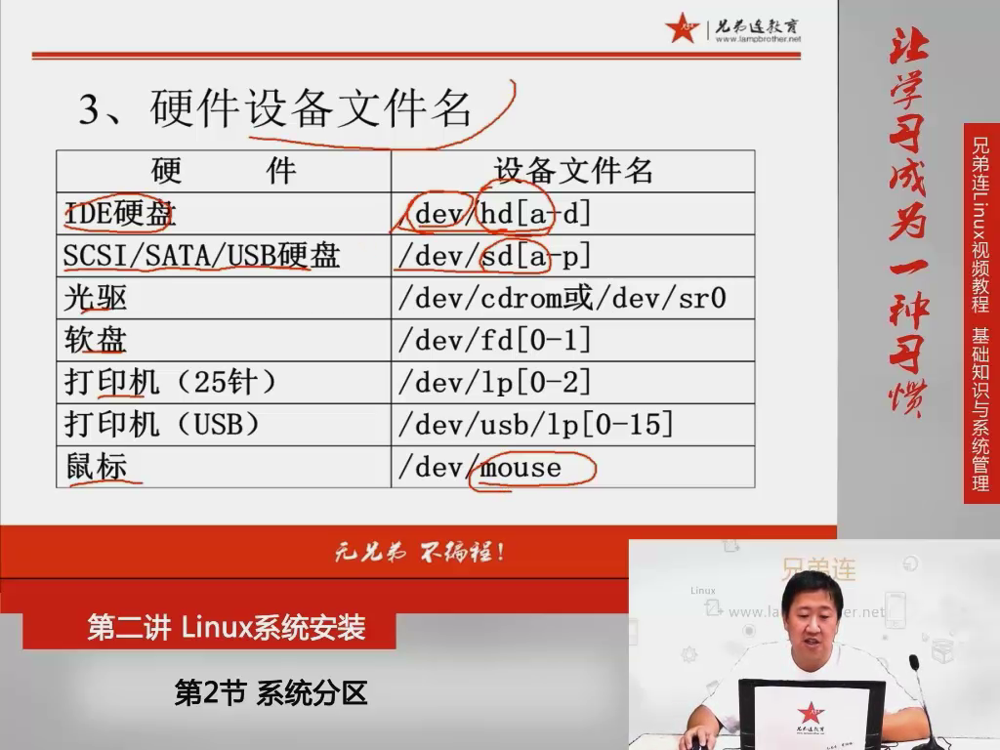 兄弟连教育
www.lampbrother.net
3、硬件设备文件名
硬 件 设备文件名
IDE硬盘 /dev/hd[a-d]
SCSI/SATA/USB硬盘 /dev/sd[a-p]
光驱 /dev/cdrom或/dev/sr0
软盘 /dev/fd[0-1]
打印机（25针） /dev/lp[0-2]
打印机（USB） /dev/usb/lp[0-15]
鼠标 /dev/mouse
无兄弟 不编程！
第二讲 Linux系统安装
第2节 系统分区
让学习成为一种习惯
兄弟连Linux视频教程 基础知识与系统管理
兄弟连
Linux
兄弟连教育